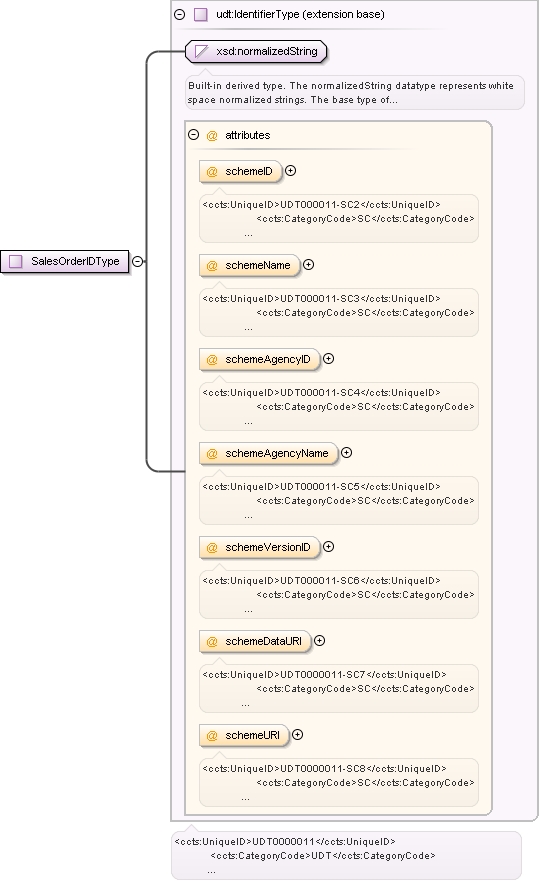 udt:IdentifierType (extension base)
xsd:normalizedString
Built-in derived type. The normalizedString datatype represents white
space normalized strings. The base type of...
@ attributes
@ schemeID
<ccts:UniqueID>UDT000011-SC2</ccts:UniqueID>
<ccts:CategoryCode>SC</ccts:CategoryCode>
...
SalesOrderIDType
@ schemeName
<ccts:UniqueID>UDT000011-SC3</ccts:UniqueID>
<ccts:CategoryCode>SC</ccts:CategoryCode>
...
@ schemeAgencyID
<ccts:UniqueID>UDT000011-SC4</ccts:UniqueID>
<ccts:CategoryCode>SC</ccts:CategoryCode>
...
@ schemeAgencyName
<ccts:UniqueID>UDT000011-SC5</ccts:UniqueID>
<ccts:CategoryCode>SC</ccts:CategoryCode>
...
@ schemeVersionID
<ccts:UniqueID>UDT000011-SC6</ccts:UniqueID>
<ccts:CategoryCode>SC</ccts:CategoryCode>
...
@ schemeDataURI
<ccts:UniqueID>UDT0000011-SC7</ccts:UniqueID>
<ccts:CategoryCode>SC</ccts:CategoryCode>
...
@ schemeURI
<ccts:UniqueID>UDT0000011-SC8</ccts:UniqueID>
<ccts:CategoryCode>SC</ccts:CategoryCode>
...
<ccts:UniqueID>UDT0000011</ccts:UniqueID>
<ccts:CategoryCode>UDT</ccts:CategoryCode>
...